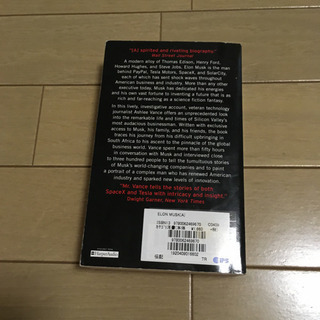 "[A] spirited and riveting biography."
Wall Street Journal
A modern alloy of Thomas Edison, Henry Ford,
Howard Hughes, and Steve Jobs, Elon Musk is the man
behind PayPal, Tesla Motors, SpaceX, and SolarCity,
each of which has sent shock waves throughout
American business and industry. More than any other
executive today, Musk has dedicated his energies
and his own vast fortune to inventing a future that is as
rich and far-reaching as a science fiction fantasy.
In this lively, investigative account, veteran technology
journalist Ashlee Vance offers an unprecedented look
into the remarkable life and times of Silicon Valley's
most audacious businessman. Written with exclusive
access to Musk, his family, and his friends, the book
traces his journey from his difficult upbringing in
South Africa to his ascent to the pinnacle of the global
business world. Vance spent more than fifty hours
in conversation with Musk and interviewed close
to three hundred people to tell the tumultuous stories
of Musk's world-changing companies and to paint
a portrait of a complex man who has renewed American
industry and sparked new levels of innovation.
"Mr. Vance tells the stories of both
SpaceX and Tesla with intricacy and insight."
Dwight Garner, New York Times
ELON MUSK(A)
9780062469670
TR
HarperAudio